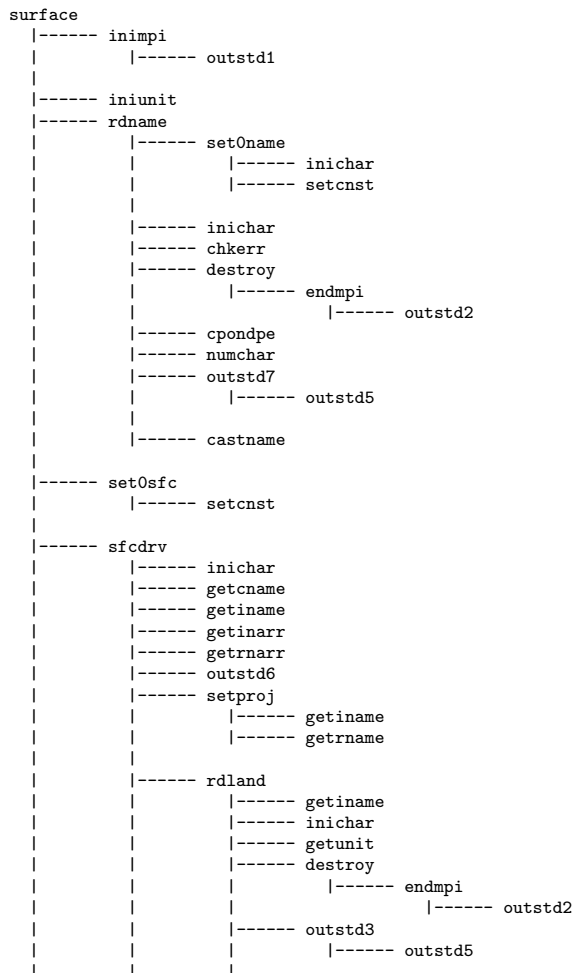 surface
|------ inimpi
| |------ outstd1
|
|------ iniunit
|------ rdname
| |------ set0name
| | |------ inichar
| | |------ setcnst
| |
| |------ inichar
| |------ chkerr
| |------ destroy
| | |------ endmpi
| | |------ outstd2
| |------ cpondpe
| |------ numchar
| |------ outstd7
| | |------ outstd5
| |
| |------ castname
|
|------ set0sfc
| |------ setcnst
|
|------ sfcdrv
| |------ inichar
| |------ getcname
| |------ getiname
| |------ getinarr
| |------ getrnarr
| |------ outstd6
| |------ setproj
| | |------ getiname
| | |------ getrname
| |
| |------ rdland
| | |------ getiname
| | |------ inichar
| | |------ getunit
| | |------ destroy
| | | |------ endmpi
| | | |------ outstd2
| | |------ outstd3
| | | |------ outstd5
| | |